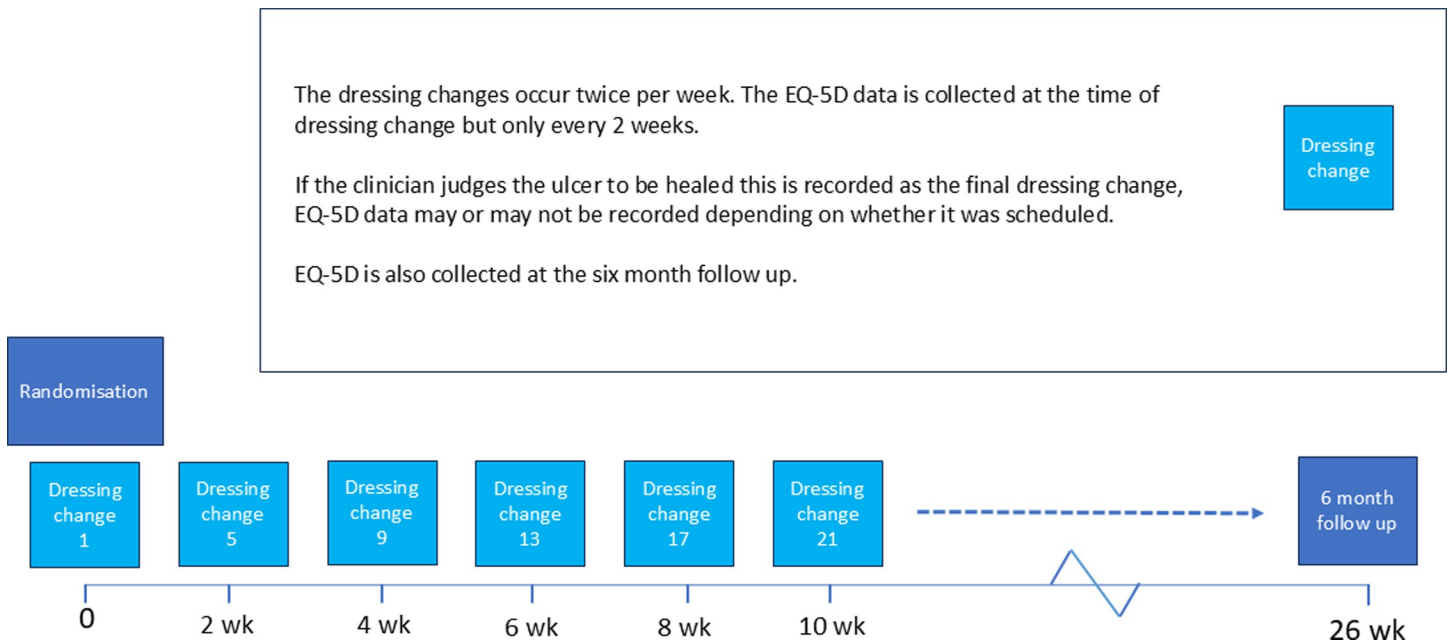 The dressing changes occur twice per week. The EQ-5D data is collected at the time of
dressing change but only every 2 weeks.
If the clinician judges the ulcer to be healed this is recorded as the final dressing change,
EQ-5D data may or may not be recorded depending on whether it was scheduled.
EQ-5D is also collected at the six month follow up.
Dressing
change
Randomisation
Dressing
change
1
Dressing
change
5
Dressing
change
9
Dressing
change
13
Dressing
change
17
Dressing
change
21
6 month
follow up
0
2 wk
4 wk
6 wk
8 wk
10 wk
26 wk